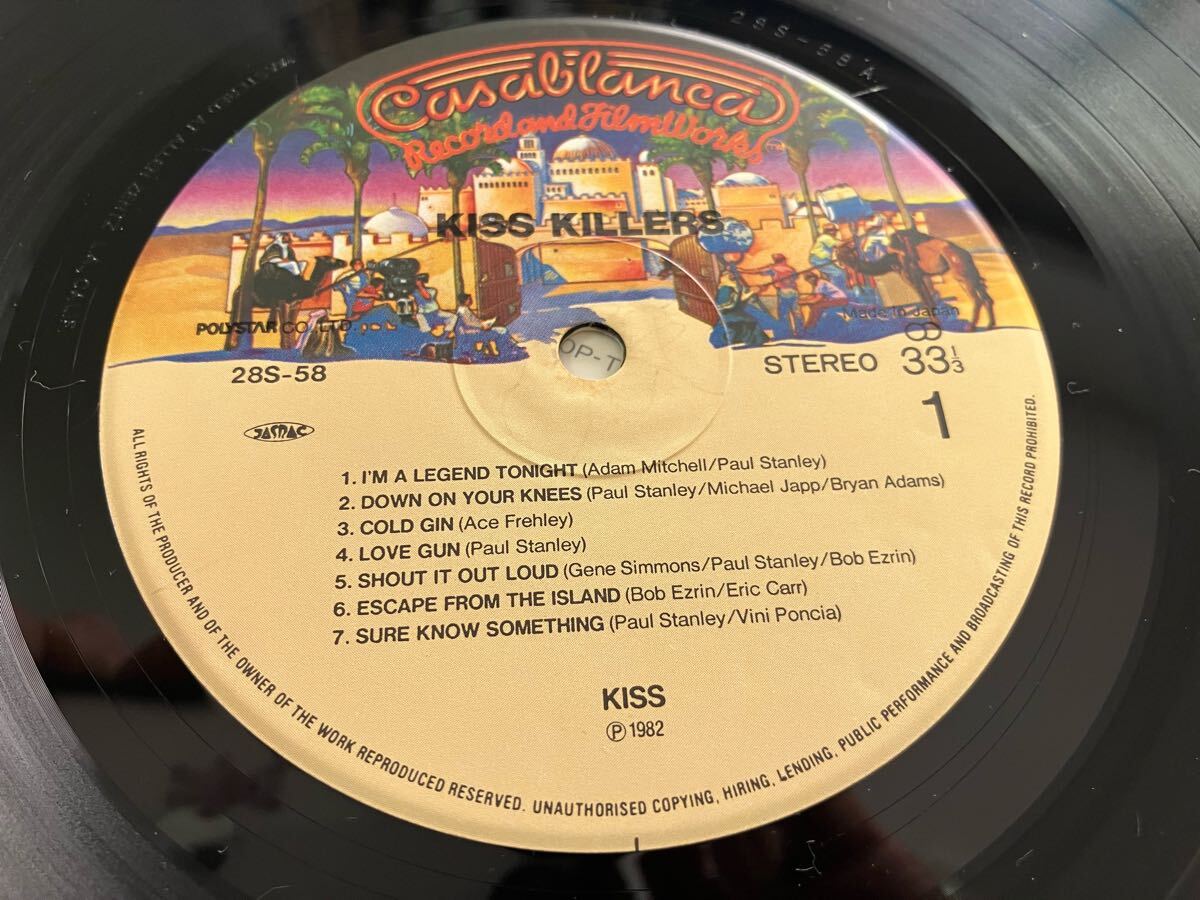 28S-58A
Casablanca
Record and FilmWorks
KISS KILLERS
POLYSTAR CO., LTD.
Made in Japan
28S-58
STEREO 33 1/3
JASRAC
1
OP-T
1. I'M A LEGEND TONIGHT (Adam Mitchell/Paul Stanley)
2. DOWN ON YOUR KNEES (Paul Stanley/Michael Japp/Bryan Adams)
3. COLD GIN (Ace Frehley)
4. LOVE GUN (Paul Stanley)
5. SHOUT IT OUT LOUD (Gene Simmons/Paul Stanley/Bob Ezrin)
6. ESCAPE FROM THE ISLAND (Bob Ezrin/Eric Carr)
7. SURE KNOW SOMETHING (Paul Stanley/Vini Poncia)
KISS
℗1982
ALL RIGHTS OF THE PRODUCER AND OF THE OWNER OF THE WORK REPRODUCED RESERVED. UNAUTHORISED COPYING, HIRING, LENDING, PUBLIC PERFORMANCE AND BROADCASTING OF THIS RECORD PROHIBITED.